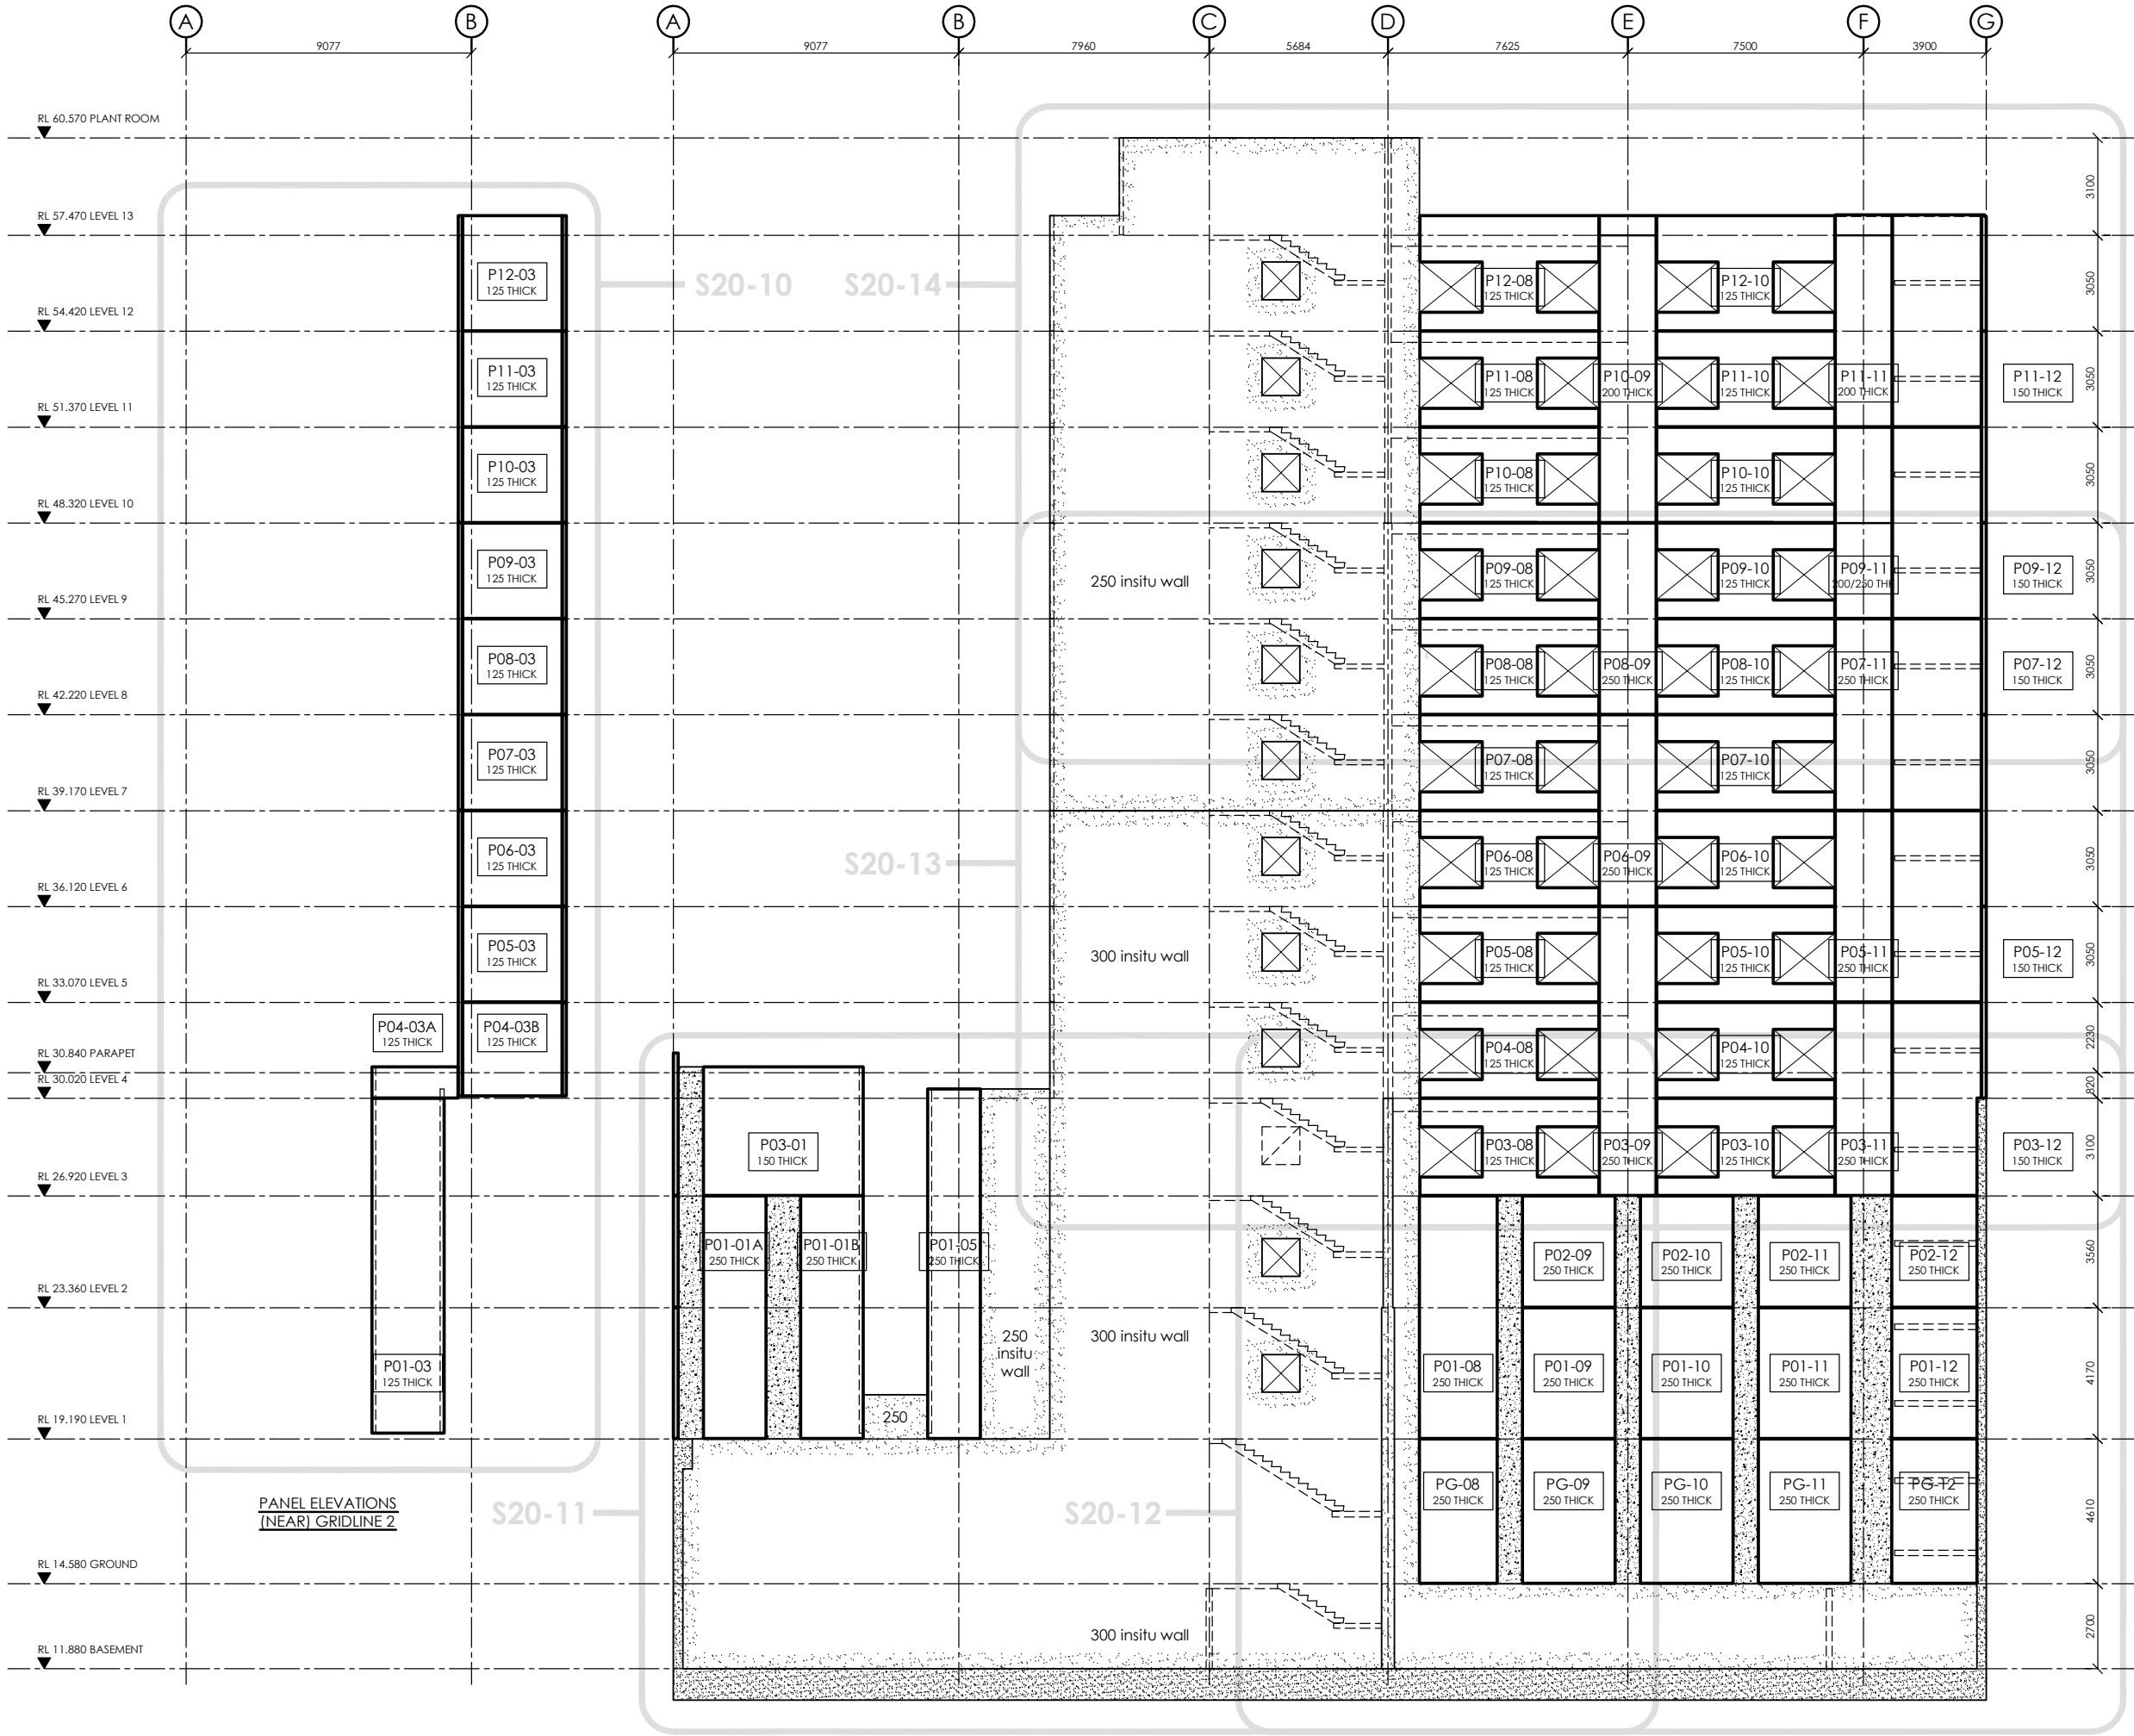 A B A B C D E F G
9077 9077 7960 5684 7625 7500 3900
RL 60.570 PLANT ROOM
3100
RL 57.470 LEVEL 13
P12-03
125 THICK
S20-10 S20-14
P12-08
125 THICK
P12-10
125 THICK
3050
RL 54.420 LEVEL 12
P11-03
125 THICK
P11-08
125 THICK
P10-09
200 THICK
P11-10
125 THICK
P11-11
200 THICK
P11-12
150 THICK
3050
RL 51.370 LEVEL 11
P10-03
125 THICK
P10-08
125 THICK
P10-10
125 THICK
3050
RL 48.320 LEVEL 10
P09-03
125 THICK
250 insitu wall
P09-08
125 THICK
P09-10
125 THICK
P09-11
200/250 THI
P09-12
150 THICK
3050
RL 45.270 LEVEL 9
P08-03
125 THICK
P08-08
125 THICK
P08-09
250 THICK
P08-10
125 THICK
P07-11
250 THICK
P07-12
150 THICK
3050
RL 42.220 LEVEL 8
P07-03
125 THICK
P07-08
125 THICK
P07-10
125 THICK
3050
RL 39.170 LEVEL 7
P06-03
125 THICK
S20-13
P06-08
125 THICK
P06-09
250 THICK
P06-10
125 THICK
3050
RL 36.120 LEVEL 6
P05-03
125 THICK
300 insitu wall
P05-08
125 THICK
P05-10
125 THICK
P05-11
250 THICK
P05-12
150 THICK
3050
RL 33.070 LEVEL 5
P04-03A
125 THICK
P04-03B
125 THICK
P04-08
125 THICK
P04-10
125 THICK
2230
RL 30.840 PARAPET
820
RL 30.020 LEVEL 4
P03-01
150 THICK
P03-08
125 THICK
P03-09
250 THICK
P03-10
125 THICK
P03-11
250 THICK
P03-12
150 THICK
3100
RL 26.920 LEVEL 3
P01-01A
250 THICK
P01-01B
250 THICK
P01-05
250 THICK
P02-09
250 THICK
P02-10
250 THICK
P02-11
250 THICK
P02-12
250 THICK
3560
RL 23.360 LEVEL 2
P01-03
125 THICK
250
insitu
wall
300 insitu wall
P01-08
250 THICK
P01-09
250 THICK
P01-10
250 THICK
P01-11
250 THICK
P01-12
250 THICK
4170
250
RL 19.190 LEVEL 1
PANEL ELEVATIONS
(NEAR) GRIDLINE 2
S20-11
S20-12
PG-08
250 THICK
PG-09
250 THICK
PG-10
250 THICK
PG-11
250 THICK
PG-12
250 THICK
4610
RL 14.580 GROUND
300 insitu wall
2700
RL 11.880 BASEMENT